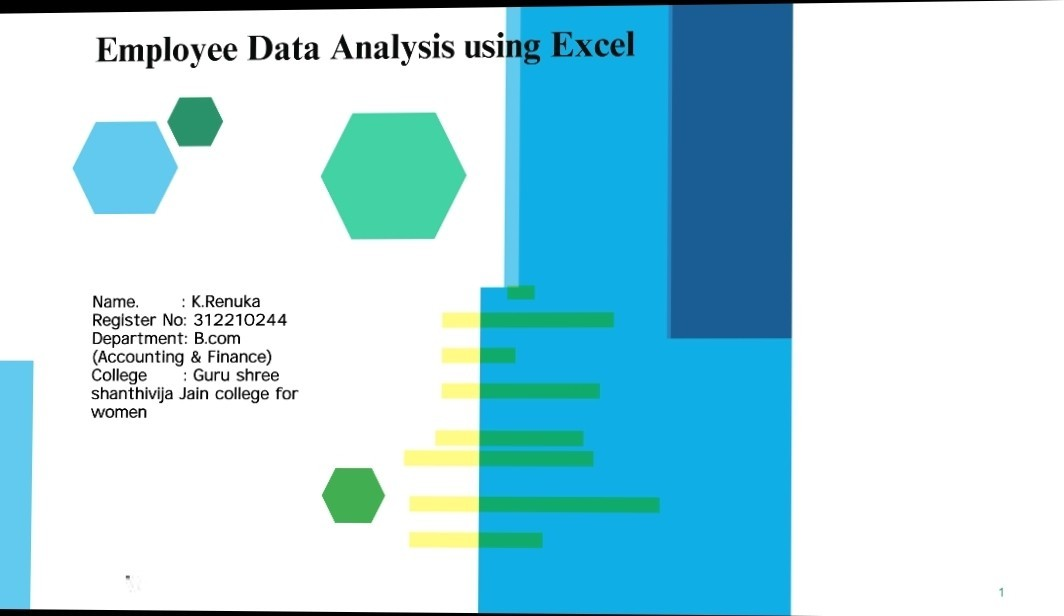 Employee Data Analysis using Excel
Name. : K.Renuka
Register No: 312210244
Department: B.com
(Accounting & Finance)
College : Guru shree
shanthivija Jain college for
women
1